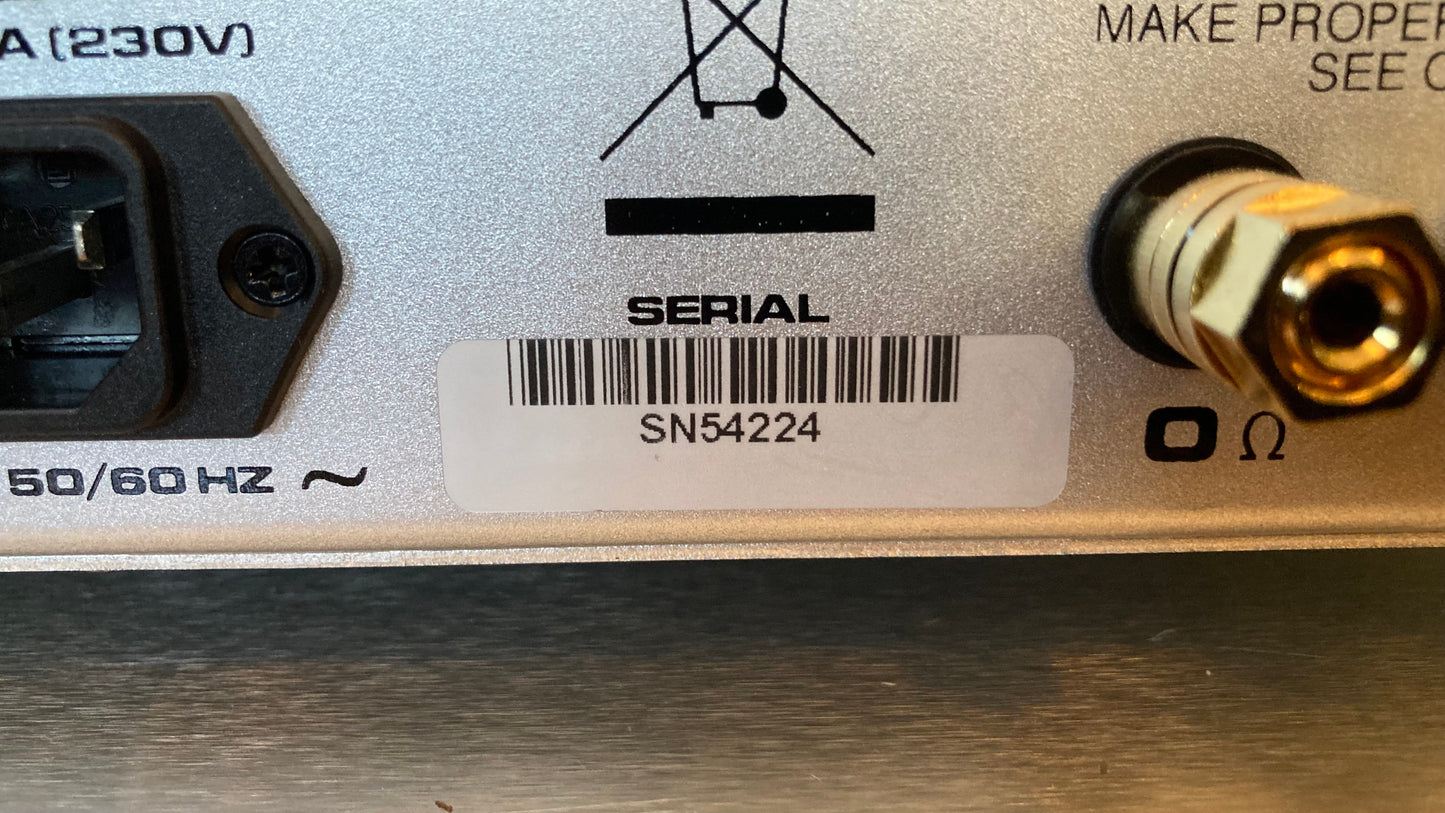 A (230V)
MAKE PROPER
SEE
SERIAL
SN54224
50/60 HZ ~
0 Ω